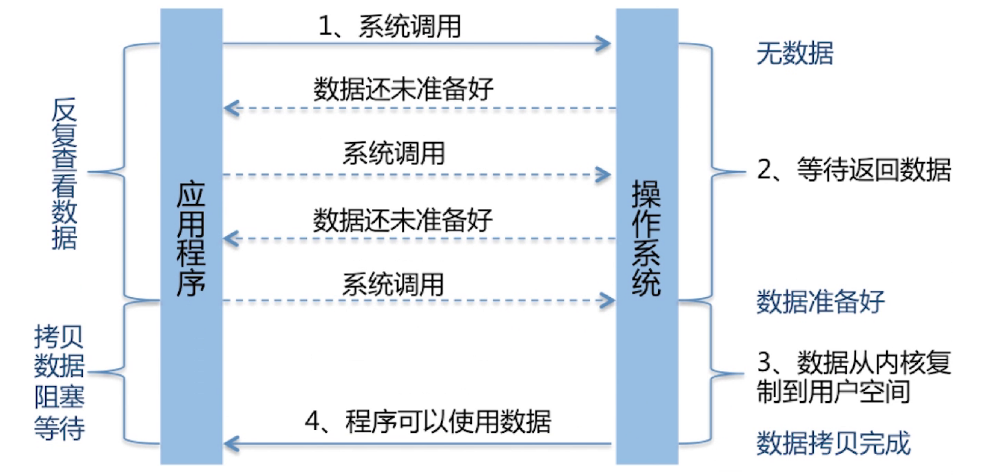 1、系统调用
无数据
数据还未准备好
反复查看数据
系统调用
2、等待返回数据
应用程序
操作系统
数据还未准备好
系统调用
数据准备好
拷贝
数据
阻塞
等待
3、数据从内核复
制到用户空间
4、程序可以使用数据
数据拷贝完成